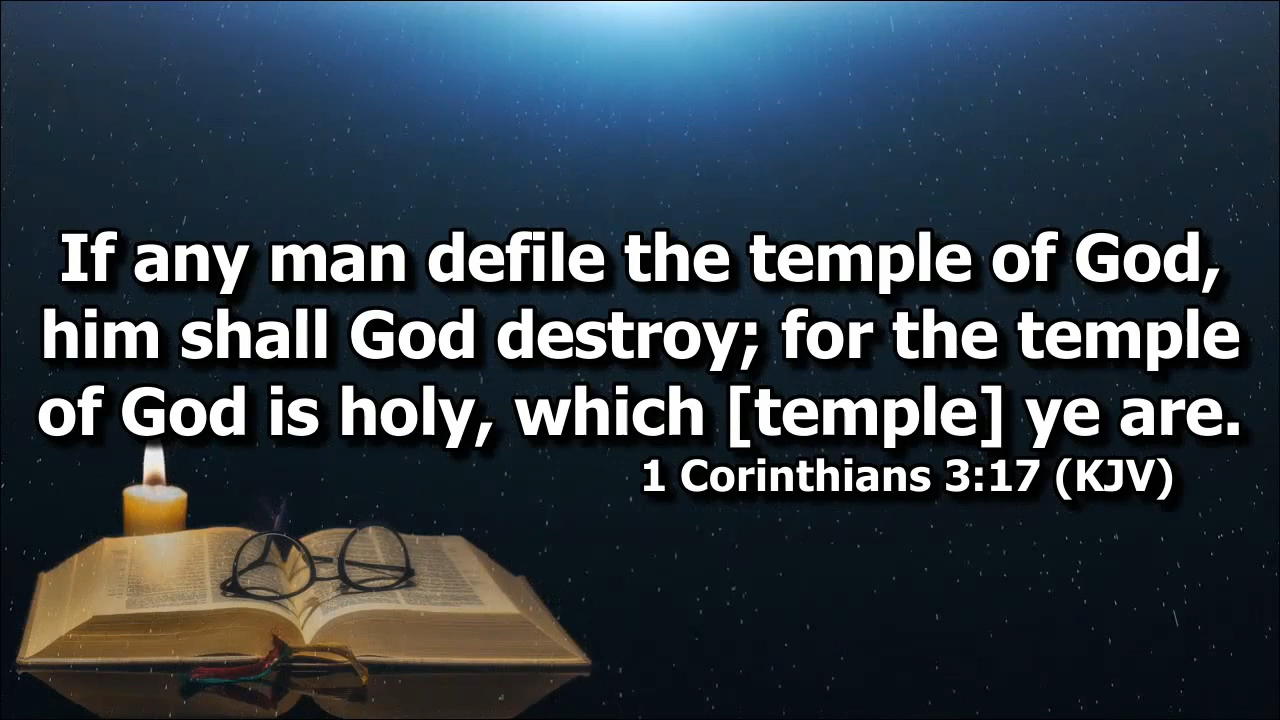 If any man defile the temple of God,
him shall God destroy; for the temple
of God is holy, which [temple] ye are.
1 Corinthians 3:17 (KJV)